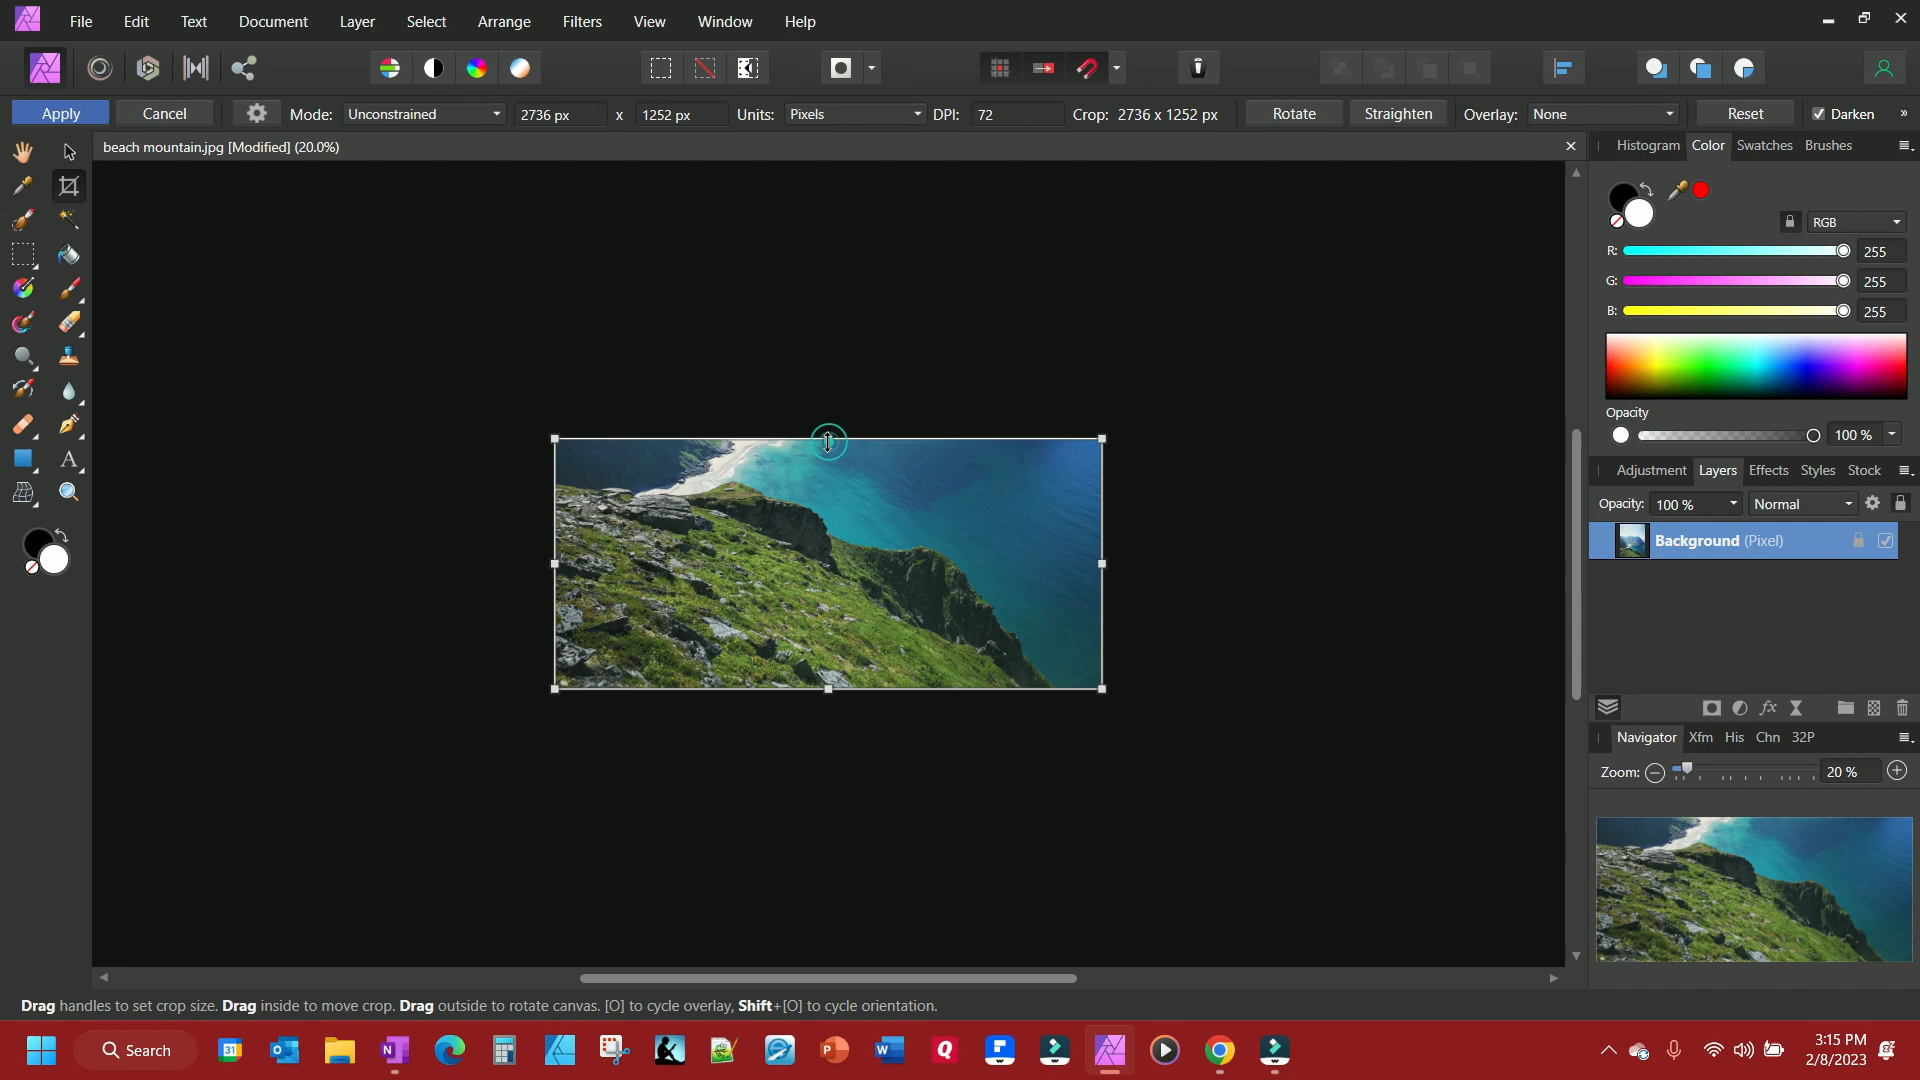 File Edit Text Document Layer Select Arrange Filters View Window Help
Apply Cancel Mode: Unconstrained 2736 px x 1252 px Units: Pixels DPI: 72 Crop: 2736 x 1252 px Rotate Straighten Overlay: None Reset Darken »
beach mountain.jpg [Modified] (20.0%)
Histogram Color Swatches Brushes
RGB
R: 255
G: 255
B: 255
Opacity
100 %
Adjustment Layers Effects Styles Stock
Opacity: 100 % Normal
Background (Pixel)
fx
Navigator Xfm His Chn 32P
Zoom: 20 %
Drag handles to set crop size. Drag inside to move crop. Drag outside to rotate canvas. [O] to cycle overlay, Shift+[O] to cycle orientation.
Search
31
3:15 PM
2/8/2023